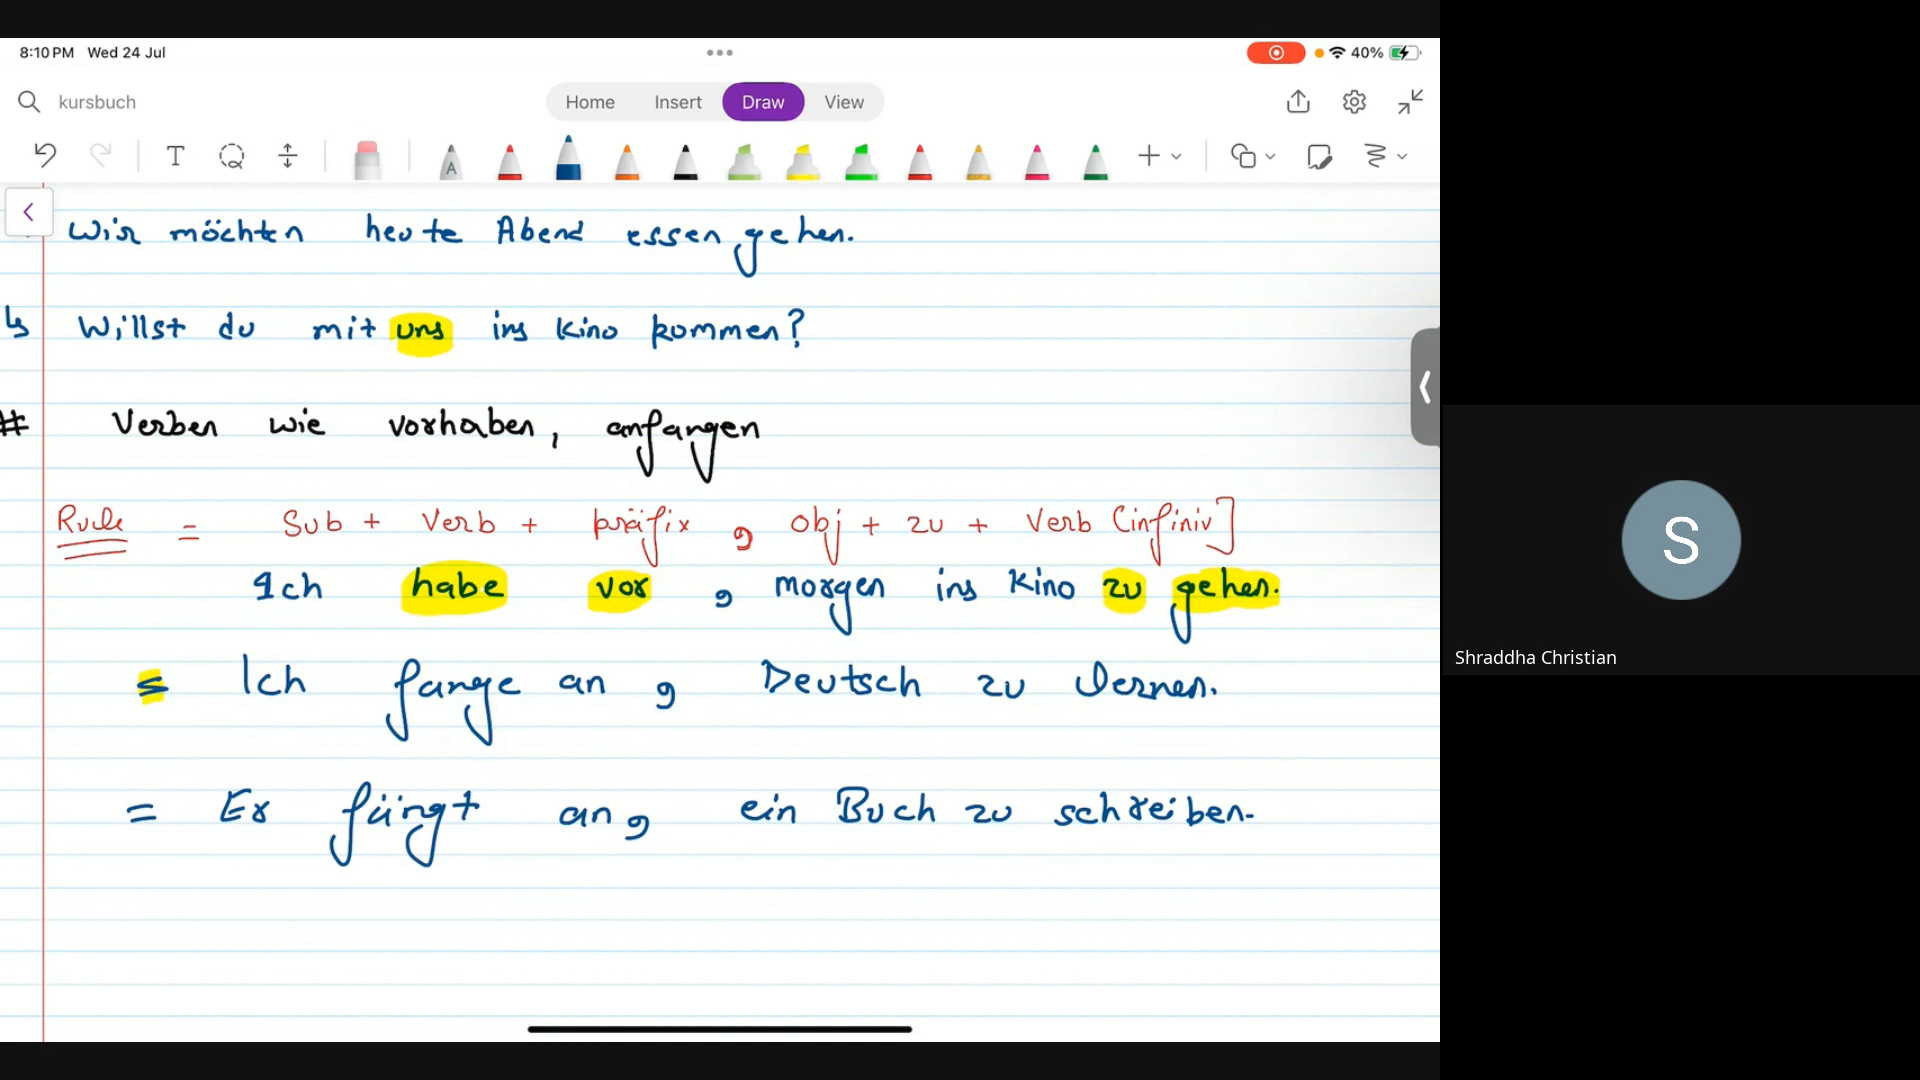 8:10 PM Wed 24 Jul
40%
kursbuch
Home Insert Draw View
T
A
Wir möchten heute Abend essen gehen.
↳ Willst du mit uns ins Kino kommen?
# Verben wie vorhaben, anfangen
Rule = Sub + Verb + präfix , obj + zu + Verb [infiniv]
Ich habe vor , morgen ins Kino zu gehen.
= Ich fange an , Deutsch zu lernen.
= Er fängt an , ein Buch zu schreiben.
S
Shraddha Christian